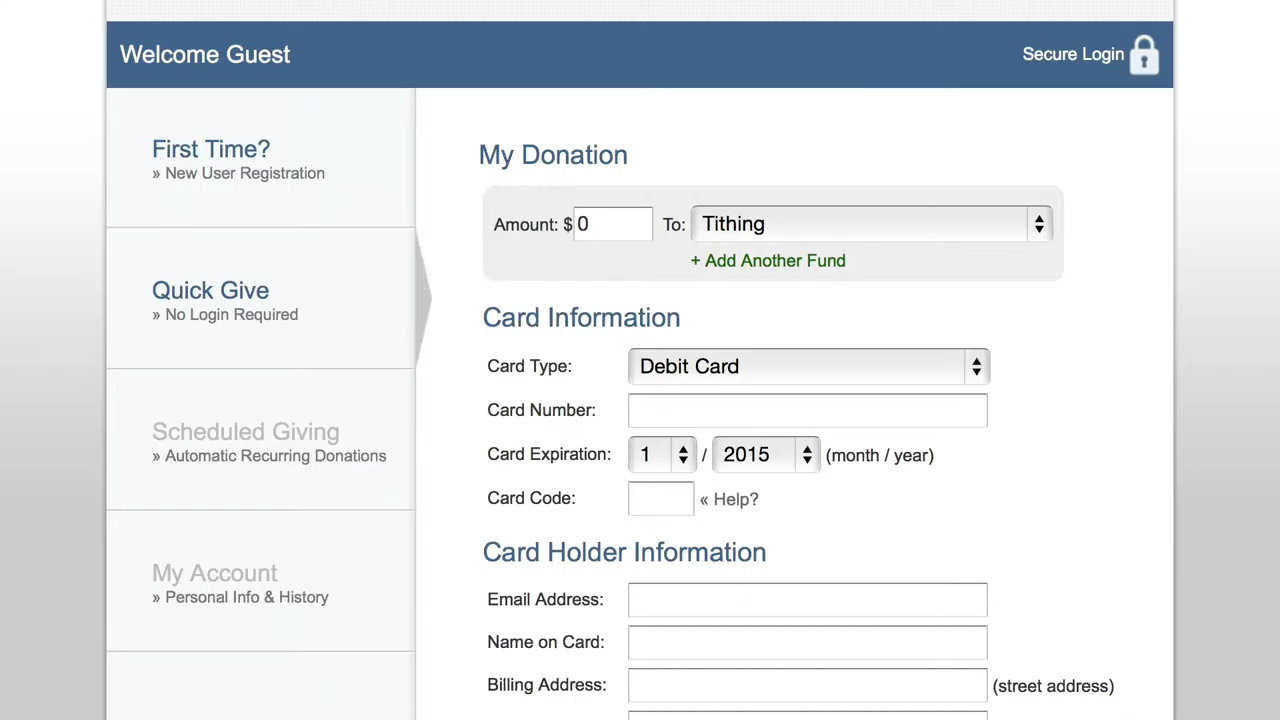 Welcome Guest
Secure Login
First Time?
» New User Registration
Quick Give
» No Login Required
Scheduled Giving
» Automatic Recurring Donations
My Account
» Personal Info & History
My Donation
Amount: $ 0 To: Tithing
+ Add Another Fund
Card Information
Card Type: Debit Card
Card Number:
Card Expiration: 1 / 2015 (month / year)
Card Code: « Help?
Card Holder Information
Email Address:
Name on Card:
Billing Address: (street address)